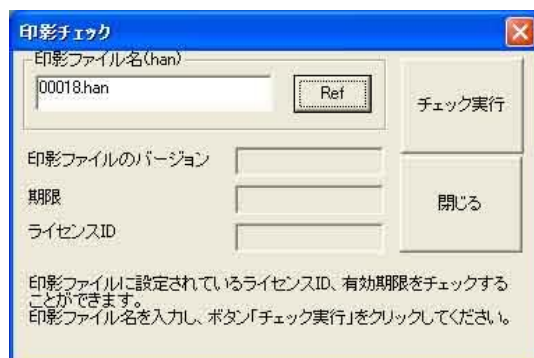 印影チェック
印影ファイル名(han)
00018.han
Ref
チェック実行
印影ファイルのバージョン
期限
ライセンスID
閉じる
印影ファイルに設定されているライセンスID、有効期限をチェックする
ことができます。
印影ファイル名を入力し、ボタン「チェック実行」をクリックしてください。